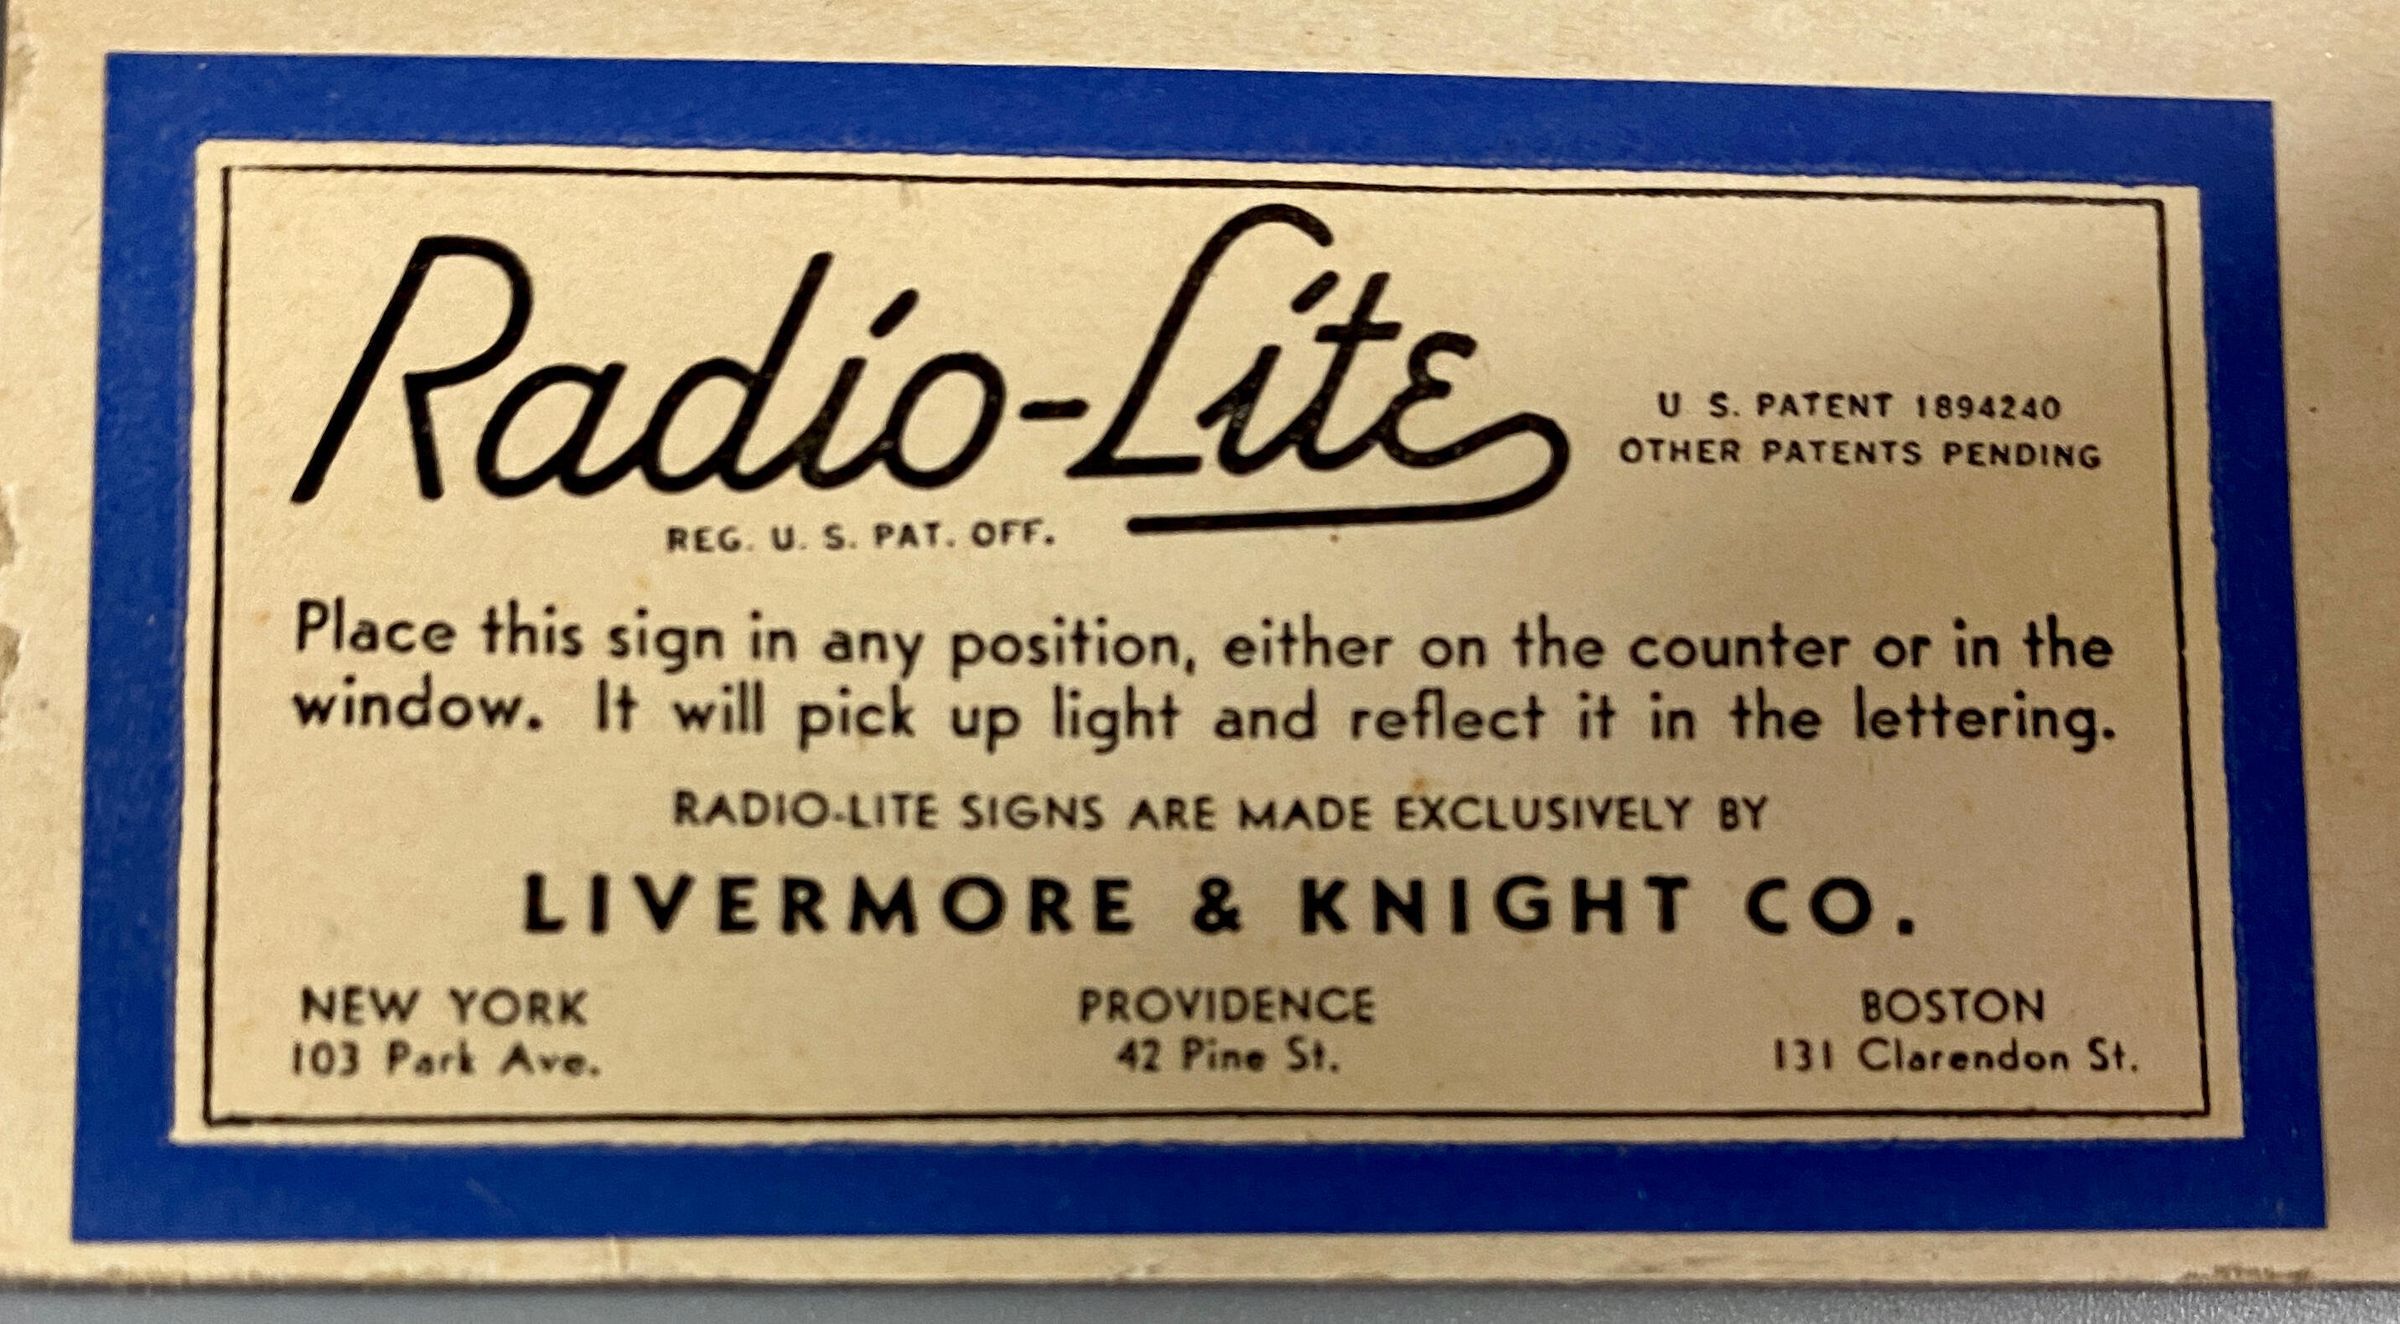 Radio-Lite
U. S. PATENT 1894240
OTHER PATENTS PENDING
REG. U. S. PAT. OFF.
Place this sign in any position, either on the counter or in the
window. It will pick up light and reflect it in the lettering.
RADIO-LITE SIGNS ARE MADE EXCLUSIVELY BY
LIVERMORE & KNIGHT CO.
NEW YORK PROVIDENCE BOSTON
103 Park Ave. 42 Pine St. 131 Clarendon St.